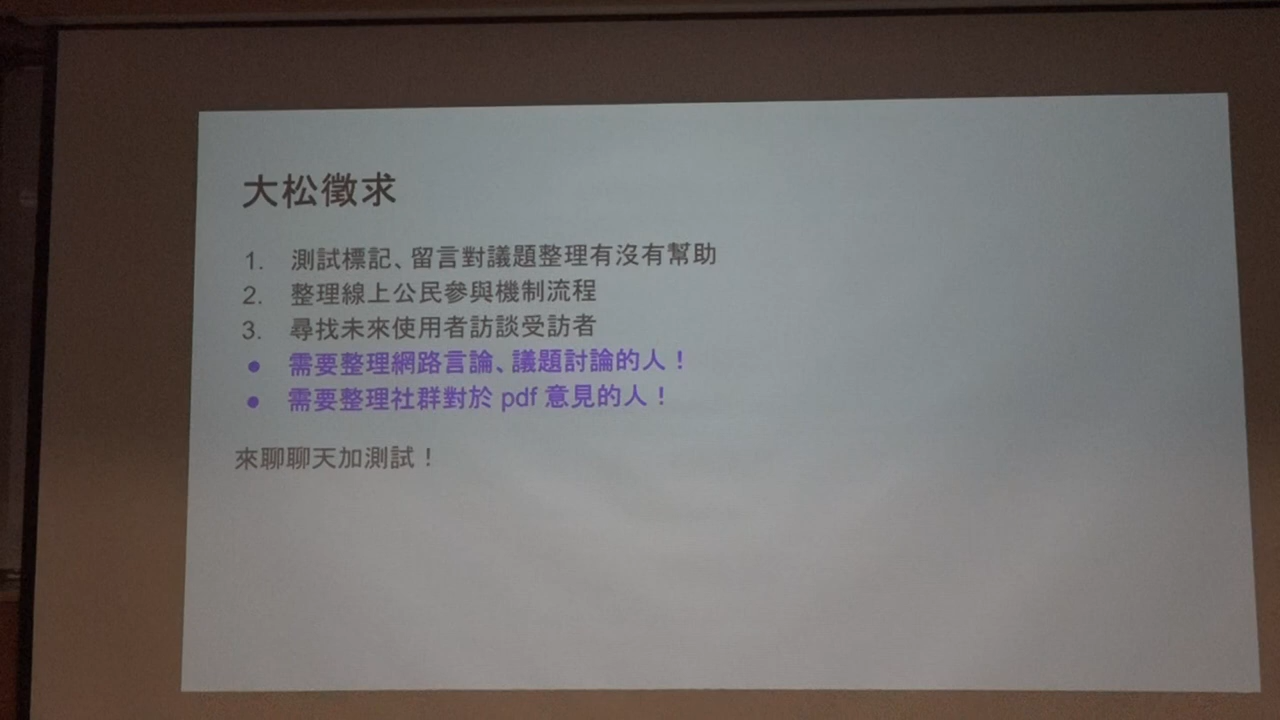 大松徵求
1. 測試標記、留言對議題整理有沒有幫助
2. 整理線上公民參與機制流程
3. 尋找未來使用者訪談受訪者
● 需要整理網路言論、議題討論的人！
● 需要整理社群對於 pdf 意見的人！
來聊聊天加測試！